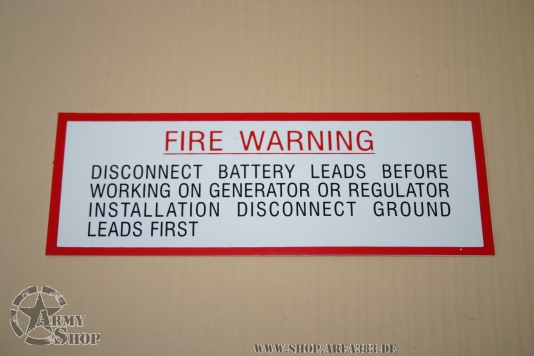 FIRE WARNING
DISCONNECT BATTERY LEADS BEFORE
WORKING ON GENERATOR OR REGULATOR
INSTALLATION DISCONNECT GROUND
LEADS FIRST
ARMY
SHOP
WWW.SHOP.AREA383.DE